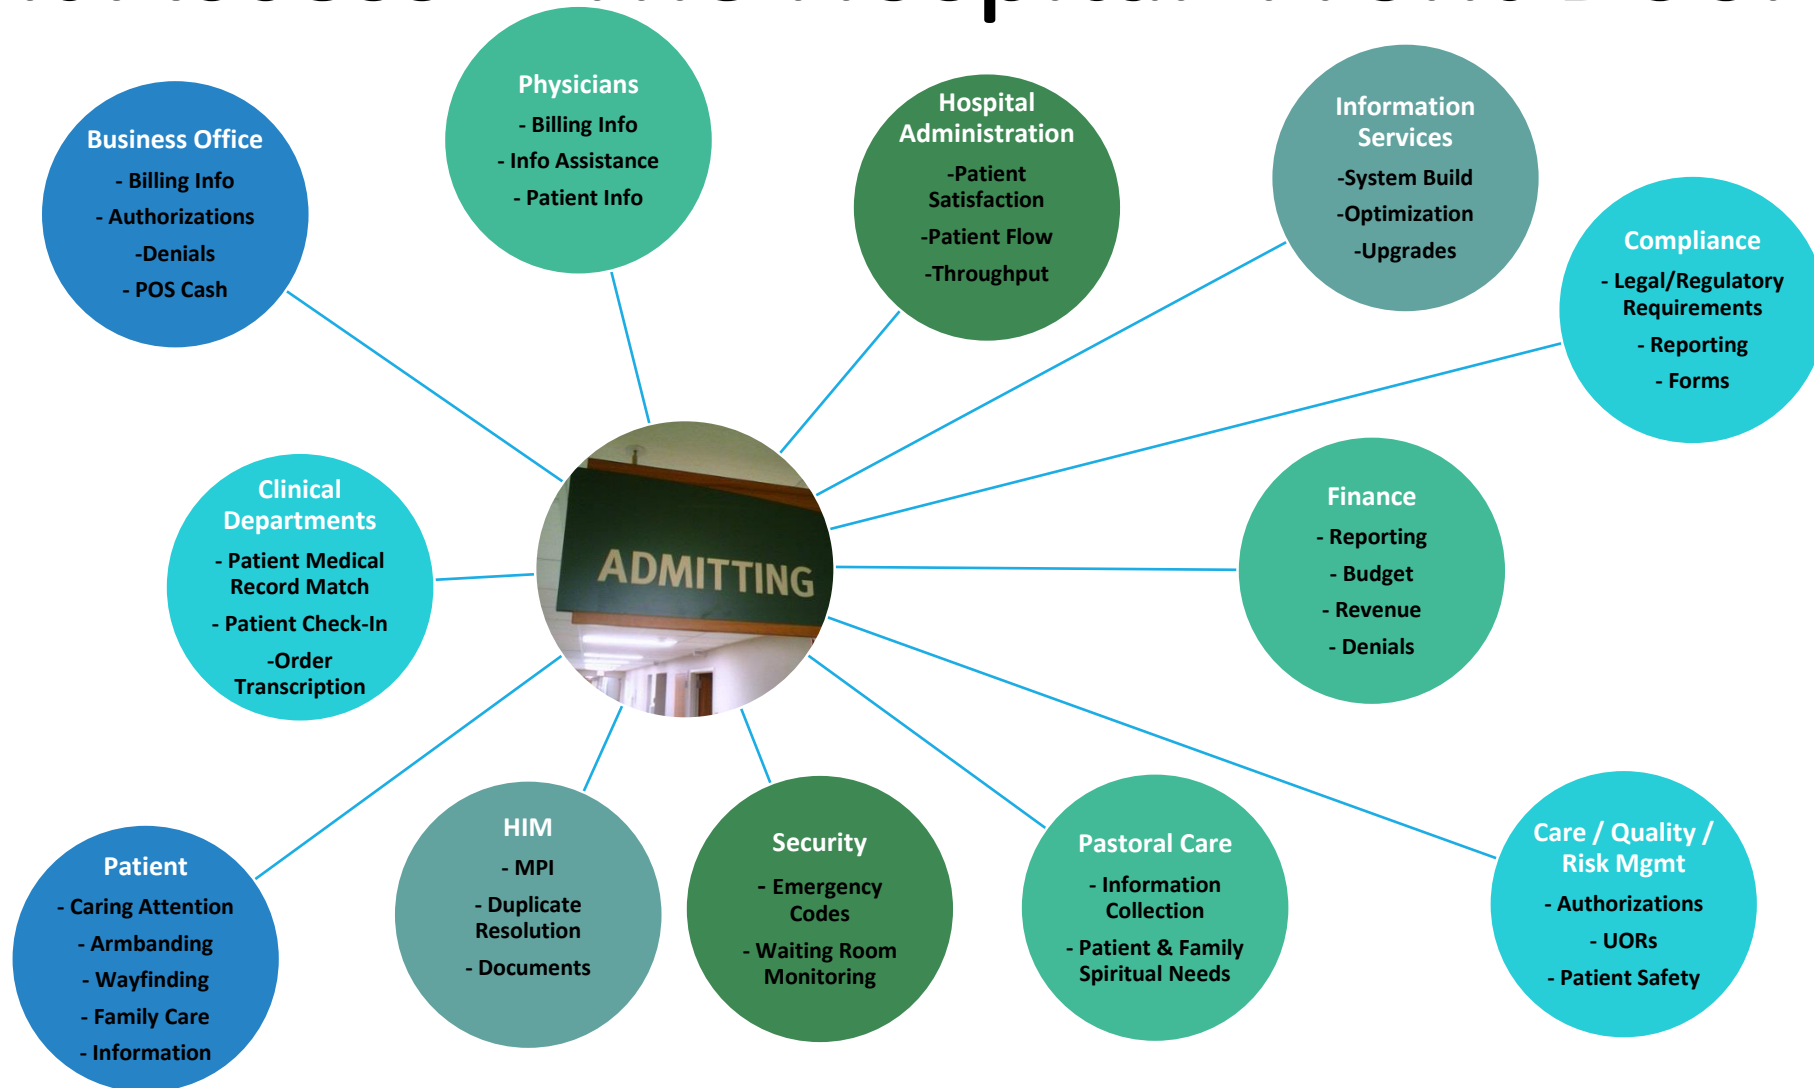 Physicians
- Billing Info
- Info Assistance
- Patient Info
Business Office
- Billing Info
- Authorizations
-Denials
- POS Cash
Hospital
Administration
-Patient
Satisfaction
-Patient Flow
-Throughput
Information
Services
-System Build
-Optimization
-Upgrades
Compliance
- Legal/Regulatory
Requirements
- Reporting
- Forms
Clinical
Departments
- Patient Medical
Record Match
- Patient Check-In
-Order
Transcription
ADMITTING
Finance
- Reporting
- Budget
- Revenue
- Denials
Patient
- Caring Attention
- Armbanding
- Wayfinding
- Family Care
- Information
HIM
- MPI
- Duplicate
Resolution
- Documents
Security
- Emergency
Codes
- Waiting Room
Monitoring
Pastoral Care
- Information
Collection
- Patient & Family
Spiritual Needs
Care / Quality /
Risk Mgmt
- Authorizations
- UORs
- Patient Safety